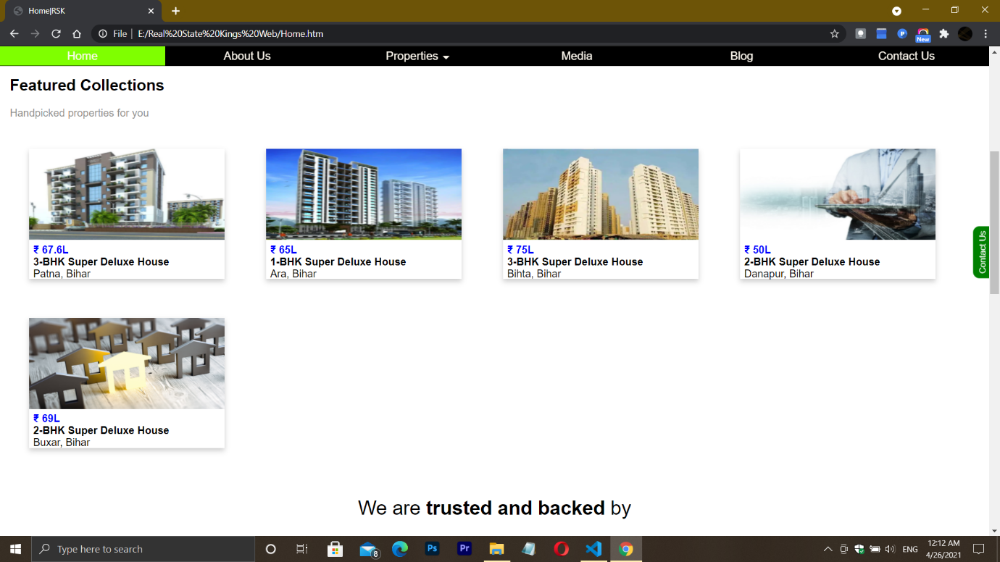 Home|RSK
File
E:/Real%20State%20Kings%20Web/Home.htm
P
New
Home
About Us
Properties
Media
Blog
Contact Us
Featured Collections
Handpicked properties for you
₹ 67.6L
3-BHK Super Deluxe House
Patna, Bihar
₹ 65L
1-BHK Super Deluxe House
Ara, Bihar
₹ 75L
3-BHK Super Deluxe House
Bihta, Bihar
₹ 50L
2-BHK Super Deluxe House
Danapur, Bihar
Contact Us
₹ 69L
2-BHK Super Deluxe House
Buxar, Bihar
We are trusted and backed by
Type here to search
8
Ps
Pr
ENG
12:12 AM
4/26/2021